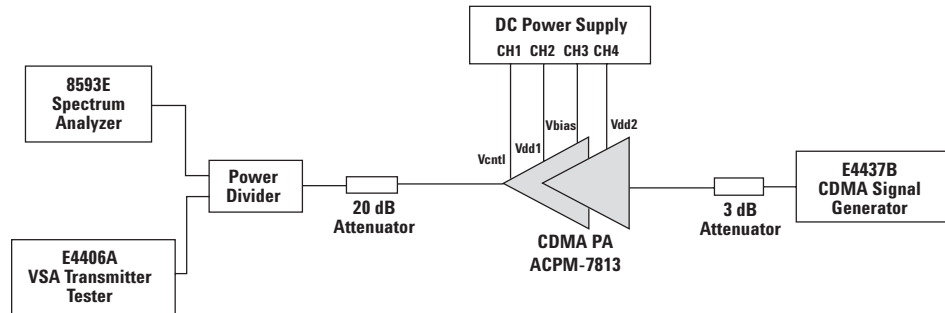 DC Power Supply
CH1 CH2 CH3 CH4
8593E
Spectrum
Analyzer
Vcntl
Vdd1
Vbias
Vdd2
Power
Divider
20 dB
Attenuator
CDMA PA
ACPM-7813
3 dB
Attenuator
E4437B
CDMA Signal
Generator
E4406A
VSA Transmitter
Tester